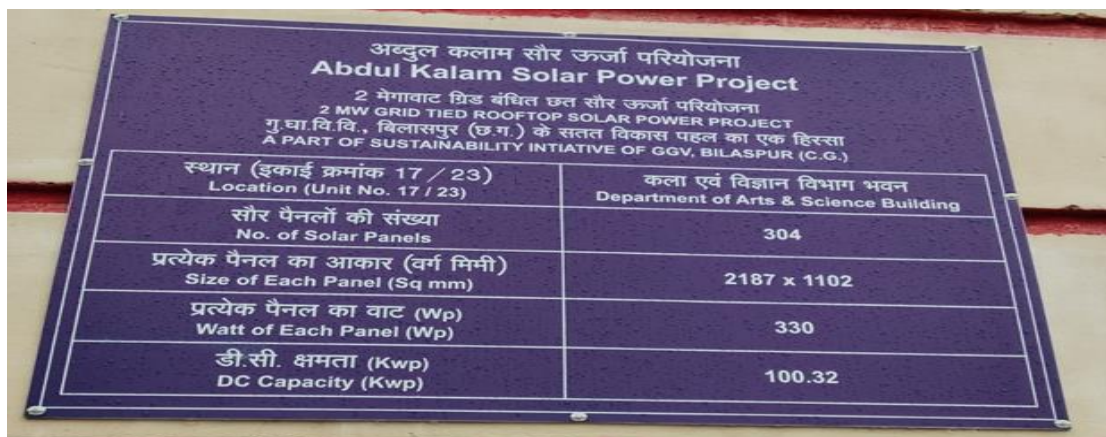 अब्दुल कलाम सौर ऊर्जा परियोजना
Abdul Kalam Solar Power Project
2 मेगावाट ग्रिड बंधित छत सौर ऊर्जा परियोजना
2 MW GRID TIED ROOFTOP SOLAR POWER PROJECT
गु.घा.वि.वि., बिलासपुर (छ.ग.) के सतत विकास पहल का एक हिस्सा
A PART OF SUSTAINABILITY INTIATIVE OF GGV, BILASPUR (C.G.)
स्थान (इकाई क्रमांक 17 / 23)
Location (Unit No. 17 / 23)
कला एवं विज्ञान विभाग भवन
Department of Arts & Science Building
सौर पैनलों की संख्या
No. of Solar Panels
304
प्रत्येक पैनल का आकार (वर्ग मिमी)
Size of Each Panel (Sq mm)
2187 x 1102
प्रत्येक पैनल का वाट (Wp)
Watt of Each Panel (Wp)
330
डी.सी. क्षमता (Kwp)
DC Capacity (Kwp)
100.32